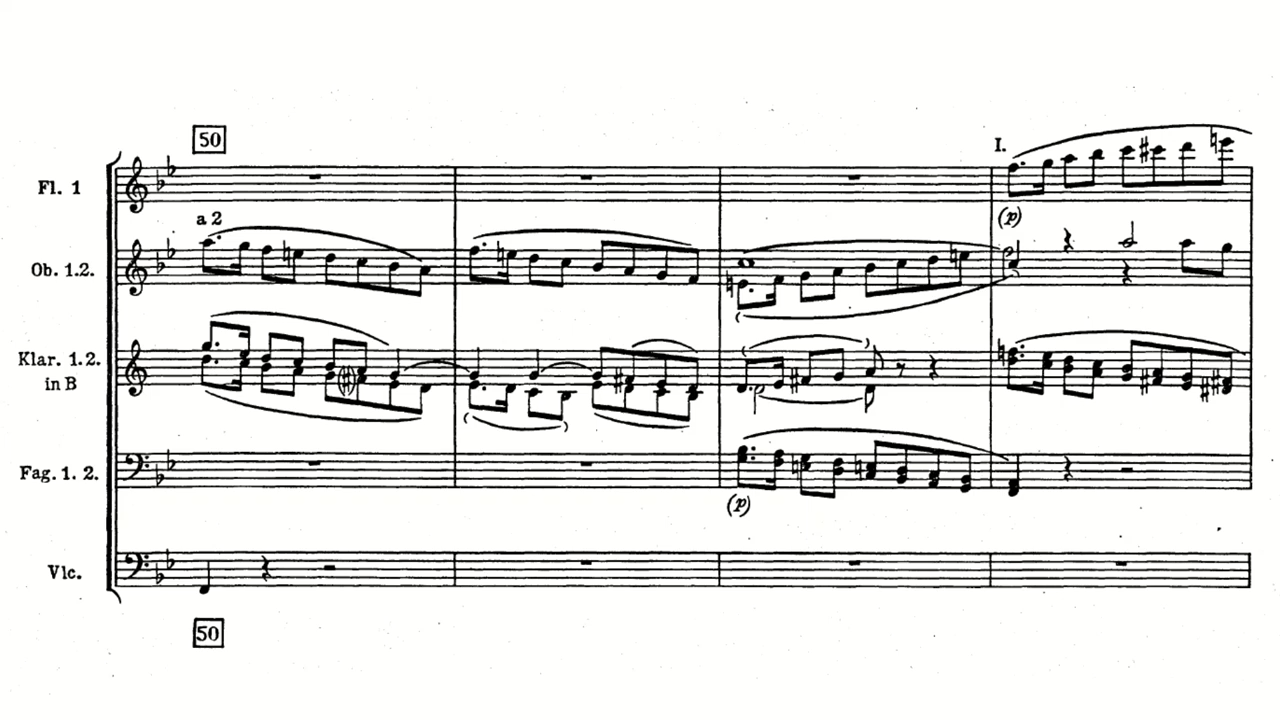 50
I.
Fl. 1
(p)
a 2
Ob. 1.2.
Klar. 1.2.
in B
Fag. 1. 2.
(p)
Vlc.
50